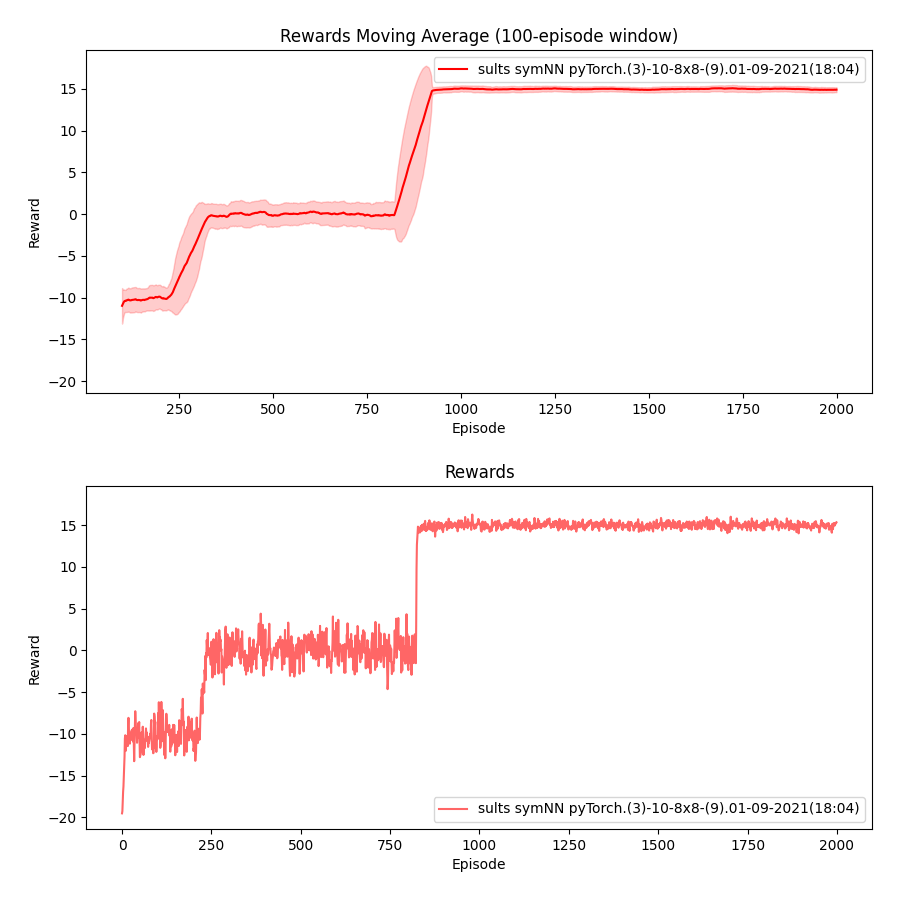 Rewards Moving Average (100-episode window)
sults symNN pyTorch.(3)-10-8x8-(9).01-09-2021(18:04)
15
10
5
0
−5
−10
−15
−20
Reward
250 500 750 1000 1250 1500 1750 2000
Episode
Rewards
15
10
5
0
−5
−10
−15
−20
Reward
sults symNN pyTorch.(3)-10-8x8-(9).01-09-2021(18:04)
0 250 500 750 1000 1250 1500 1750 2000
Episode